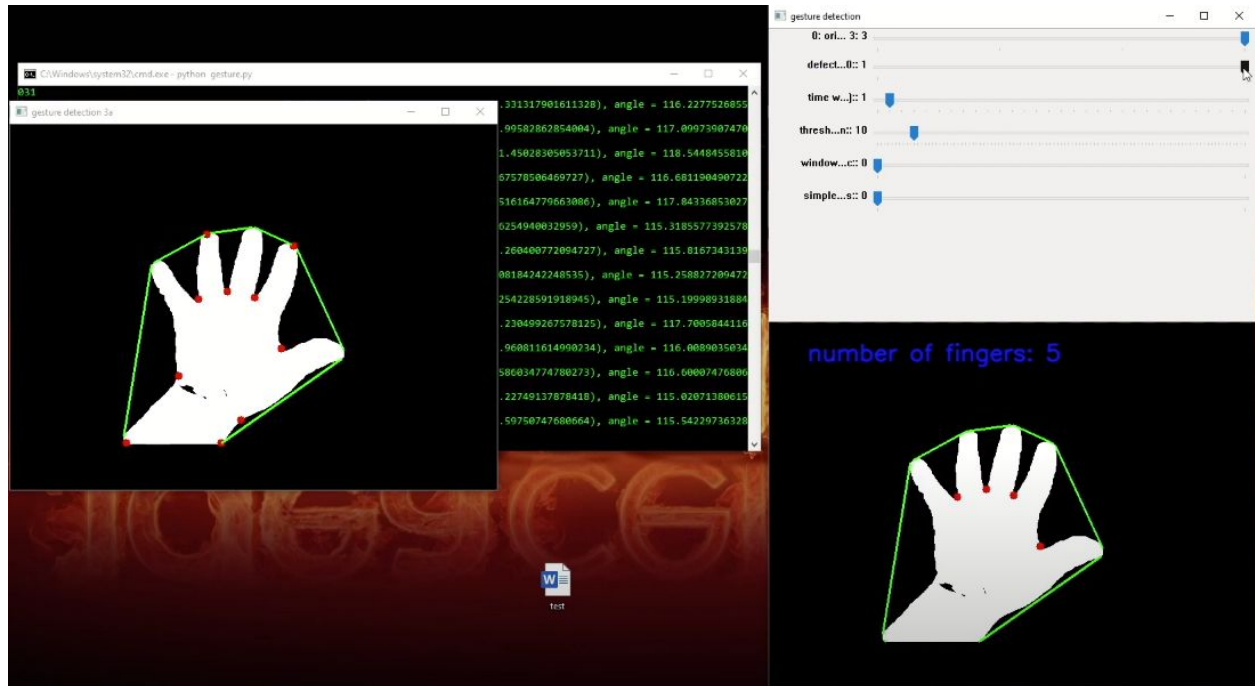 C:\Windows\system32\cmd.exe - python  gesture.py
031
gesture detection 3a
.331317901611328), angle = 116.2277526855
.99582862854004), angle = 117.09973907470
1.45028305053711), angle = 118.5448455810
67578506469727), angle = 116.681190490722
516164779663086), angle = 117.84336853027
6254940032959), angle = 115.3185577392578
.260400772094727), angle = 115.8167343139
08184242248535), angle = 115.258827209472
254228591918945), angle = 115.19998931884
.230499267578125), angle = 117.7005844116
.960811614990234), angle = 116.0089035034
586034774780273), angle = 116.60007476806
.22749137878418), angle = 115.02071380615
.59750747680664), angle = 115.54229736328
test
gesture detection
0: ori... 3: 3
defect...0:: 1
time w...):: 1
thresh...n:: 10
window...c:: 0
simple...s:: 0
number of fingers: 5